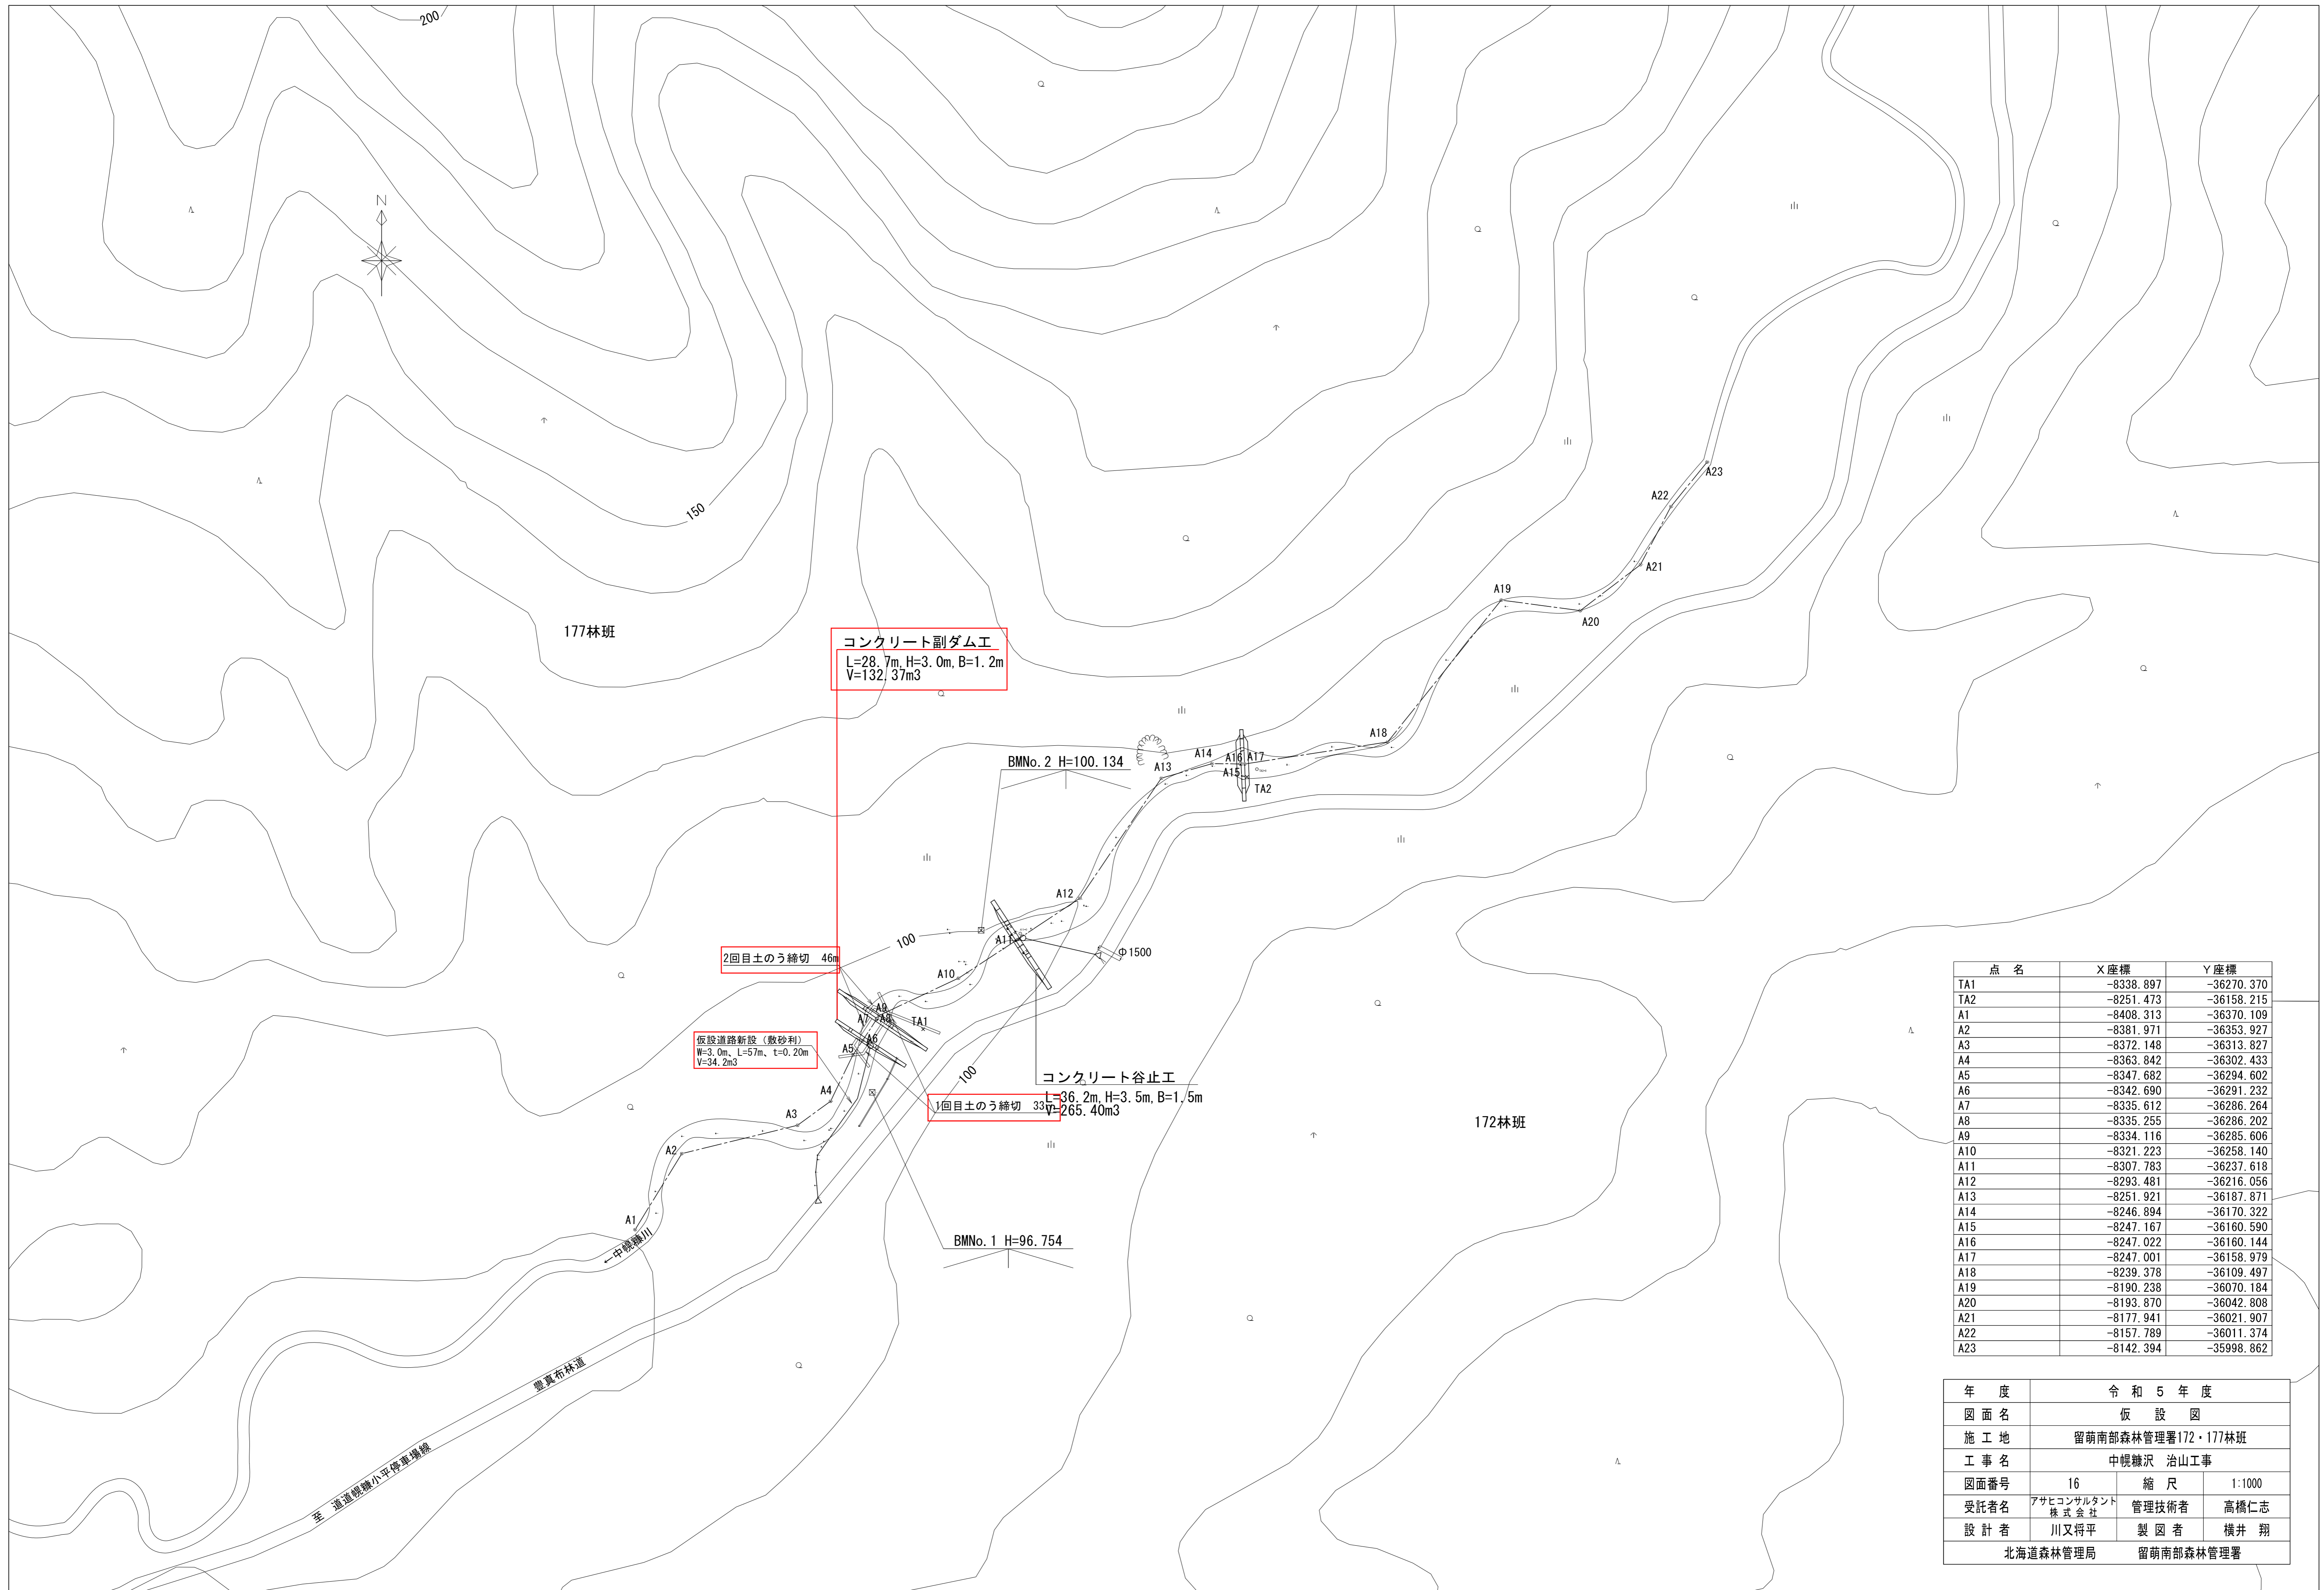 200
N
150
177林班
コンクリート副ダム工
L=28.7m,H=3.0m,B=1.2m
V=132.37m3
BMNo.2 H=100.134
A23
A22
A21
A19
A20
A18
A17
A16
A15
TA2
A14
A13
A12
A11
Φ1500
100
A10
2回目土のう締切 46m
A9
A8
A7
TA1
A6
A5
仮設道路新設（敷砂利）
W=3.0m、L=57m、t=0.20m
V=34.2m3
A4
A3
A2
A1
100
コンクリート谷止工
L=36.2m,H=3.5m,B=1.5m
V=265.40m3
1回目土のう締切 33m
172林班
BMNo.1 H=96.754
←中幌糠川
豊真布林道
至 道道幌糠小平停車場線
点 名 X座標 Y座標
TA1 -8338.897 -36270.370
TA2 -8251.473 -36158.215
A1 -8408.313 -36370.109
A2 -8381.971 -36353.927
A3 -8372.148 -36313.827
A4 -8363.842 -36302.433
A5 -8347.682 -36294.602
A6 -8342.690 -36291.232
A7 -8335.612 -36286.264
A8 -8335.255 -36286.202
A9 -8334.116 -36285.606
A10 -8321.223 -36258.140
A11 -8307.783 -36237.618
A12 -8293.481 -36216.056
A13 -8251.921 -36187.871
A14 -8246.894 -36170.322
A15 -8247.167 -36160.590
A16 -8247.022 -36160.144
A17 -8247.001 -36158.979
A18 -8239.378 -36109.497
A19 -8190.238 -36070.184
A20 -8193.870 -36042.808
A21 -8177.941 -36021.907
A22 -8157.789 -36011.374
A23 -8142.394 -35998.862
年 度 令 和 5 年 度
図 面 名 仮 設 図
施 工 地 留萌南部森林管理署172・177林班
工 事 名 中幌糠沢 治山工事
図面番号 16 縮 尺 1:1000
受託者名 アサヒコンサルタント株式会社 管理技術者 高橋仁志
設 計 者 川又将平 製 図 者 横井 翔
北海道森林管理局 留萌南部森林管理署